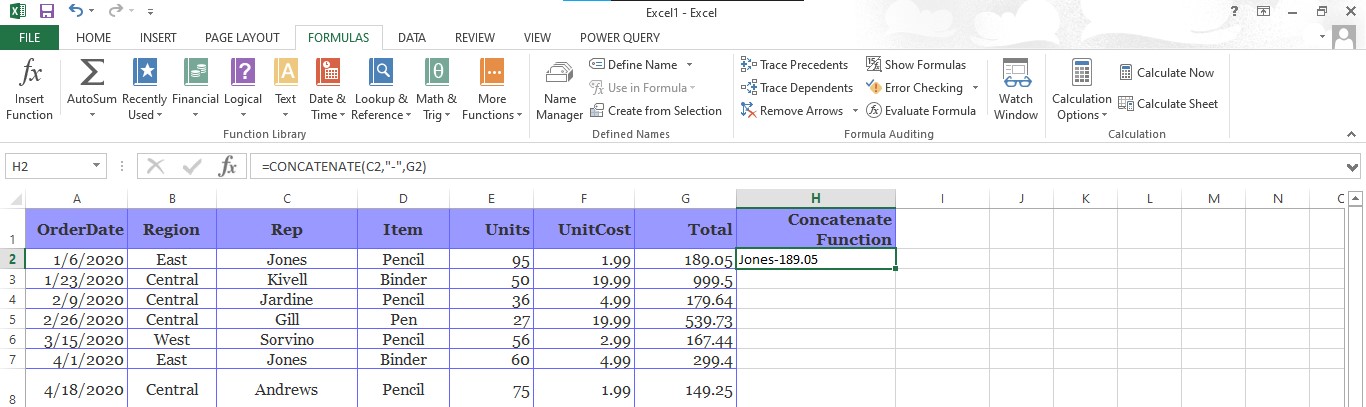 Excel1 - Excel
?
FILE HOME INSERT PAGE LAYOUT FORMULAS DATA REVIEW VIEW POWER QUERY
fx Σ ? A θ ...
Insert Function
AutoSum
Recently Used
Financial
Logical
Text
Date & Time
Lookup & Reference
Math & Trig
More Functions
Function Library
Name Manager
Define Name
Use in Formula
Create from Selection
Defined Names
Trace Precedents
Trace Dependents
Remove Arrows
Show Formulas
Error Checking
Evaluate Formula
Watch Window
Formula Auditing
Calculation Options
Calculate Now
Calculate Sheet
Calculation
H2 fx =CONCATENATE(C2,"-",G2)
A B C D E F G H I J K L M N
1 OrderDate Region Rep Item Units UnitCost Total Concatenate
Function
2 1/6/2020 East Jones Pencil 95 1.99 189.05 Jones-189.05
3 1/23/2020 Central Kivell Binder 50 19.99 999.5
4 2/9/2020 Central Jardine Pencil 36 4.99 179.64
5 2/26/2020 Central Gill Pen 27 19.99 539.73
6 3/15/2020 West Sorvino Pencil 56 2.99 167.44
7 4/1/2020 East Jones Binder 60 4.99 299.4
8 4/18/2020 Central Andrews Pencil 75 1.99 149.25